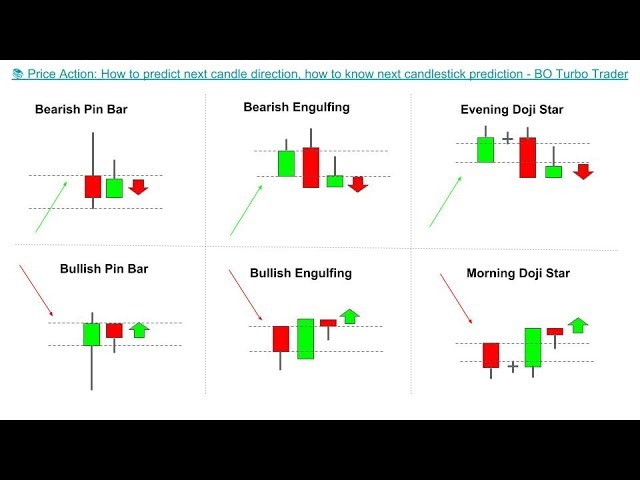 📚 Price Action: How to predict next candle direction, how to know next candlestick prediction - BO Turbo Trader
Bearish Pin Bar
Bearish Engulfing
Evening Doji Star
Bullish Pin Bar
Bullish Engulfing
Morning Doji Star